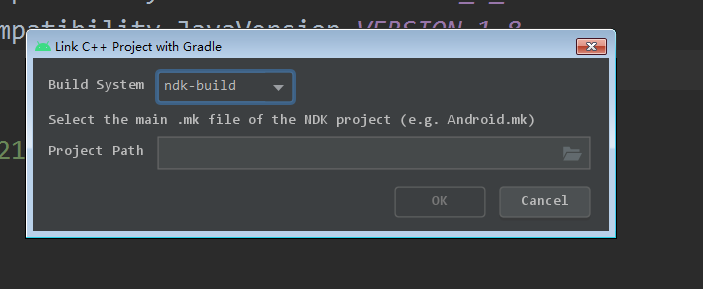 ompatibility JavaVersion.VERSION_1_8
Link C++ Project with Gradle
Build System ndk-build
Select the main .mk file of the NDK project (e.g. Android.mk)
21
Project Path
OK Cancel